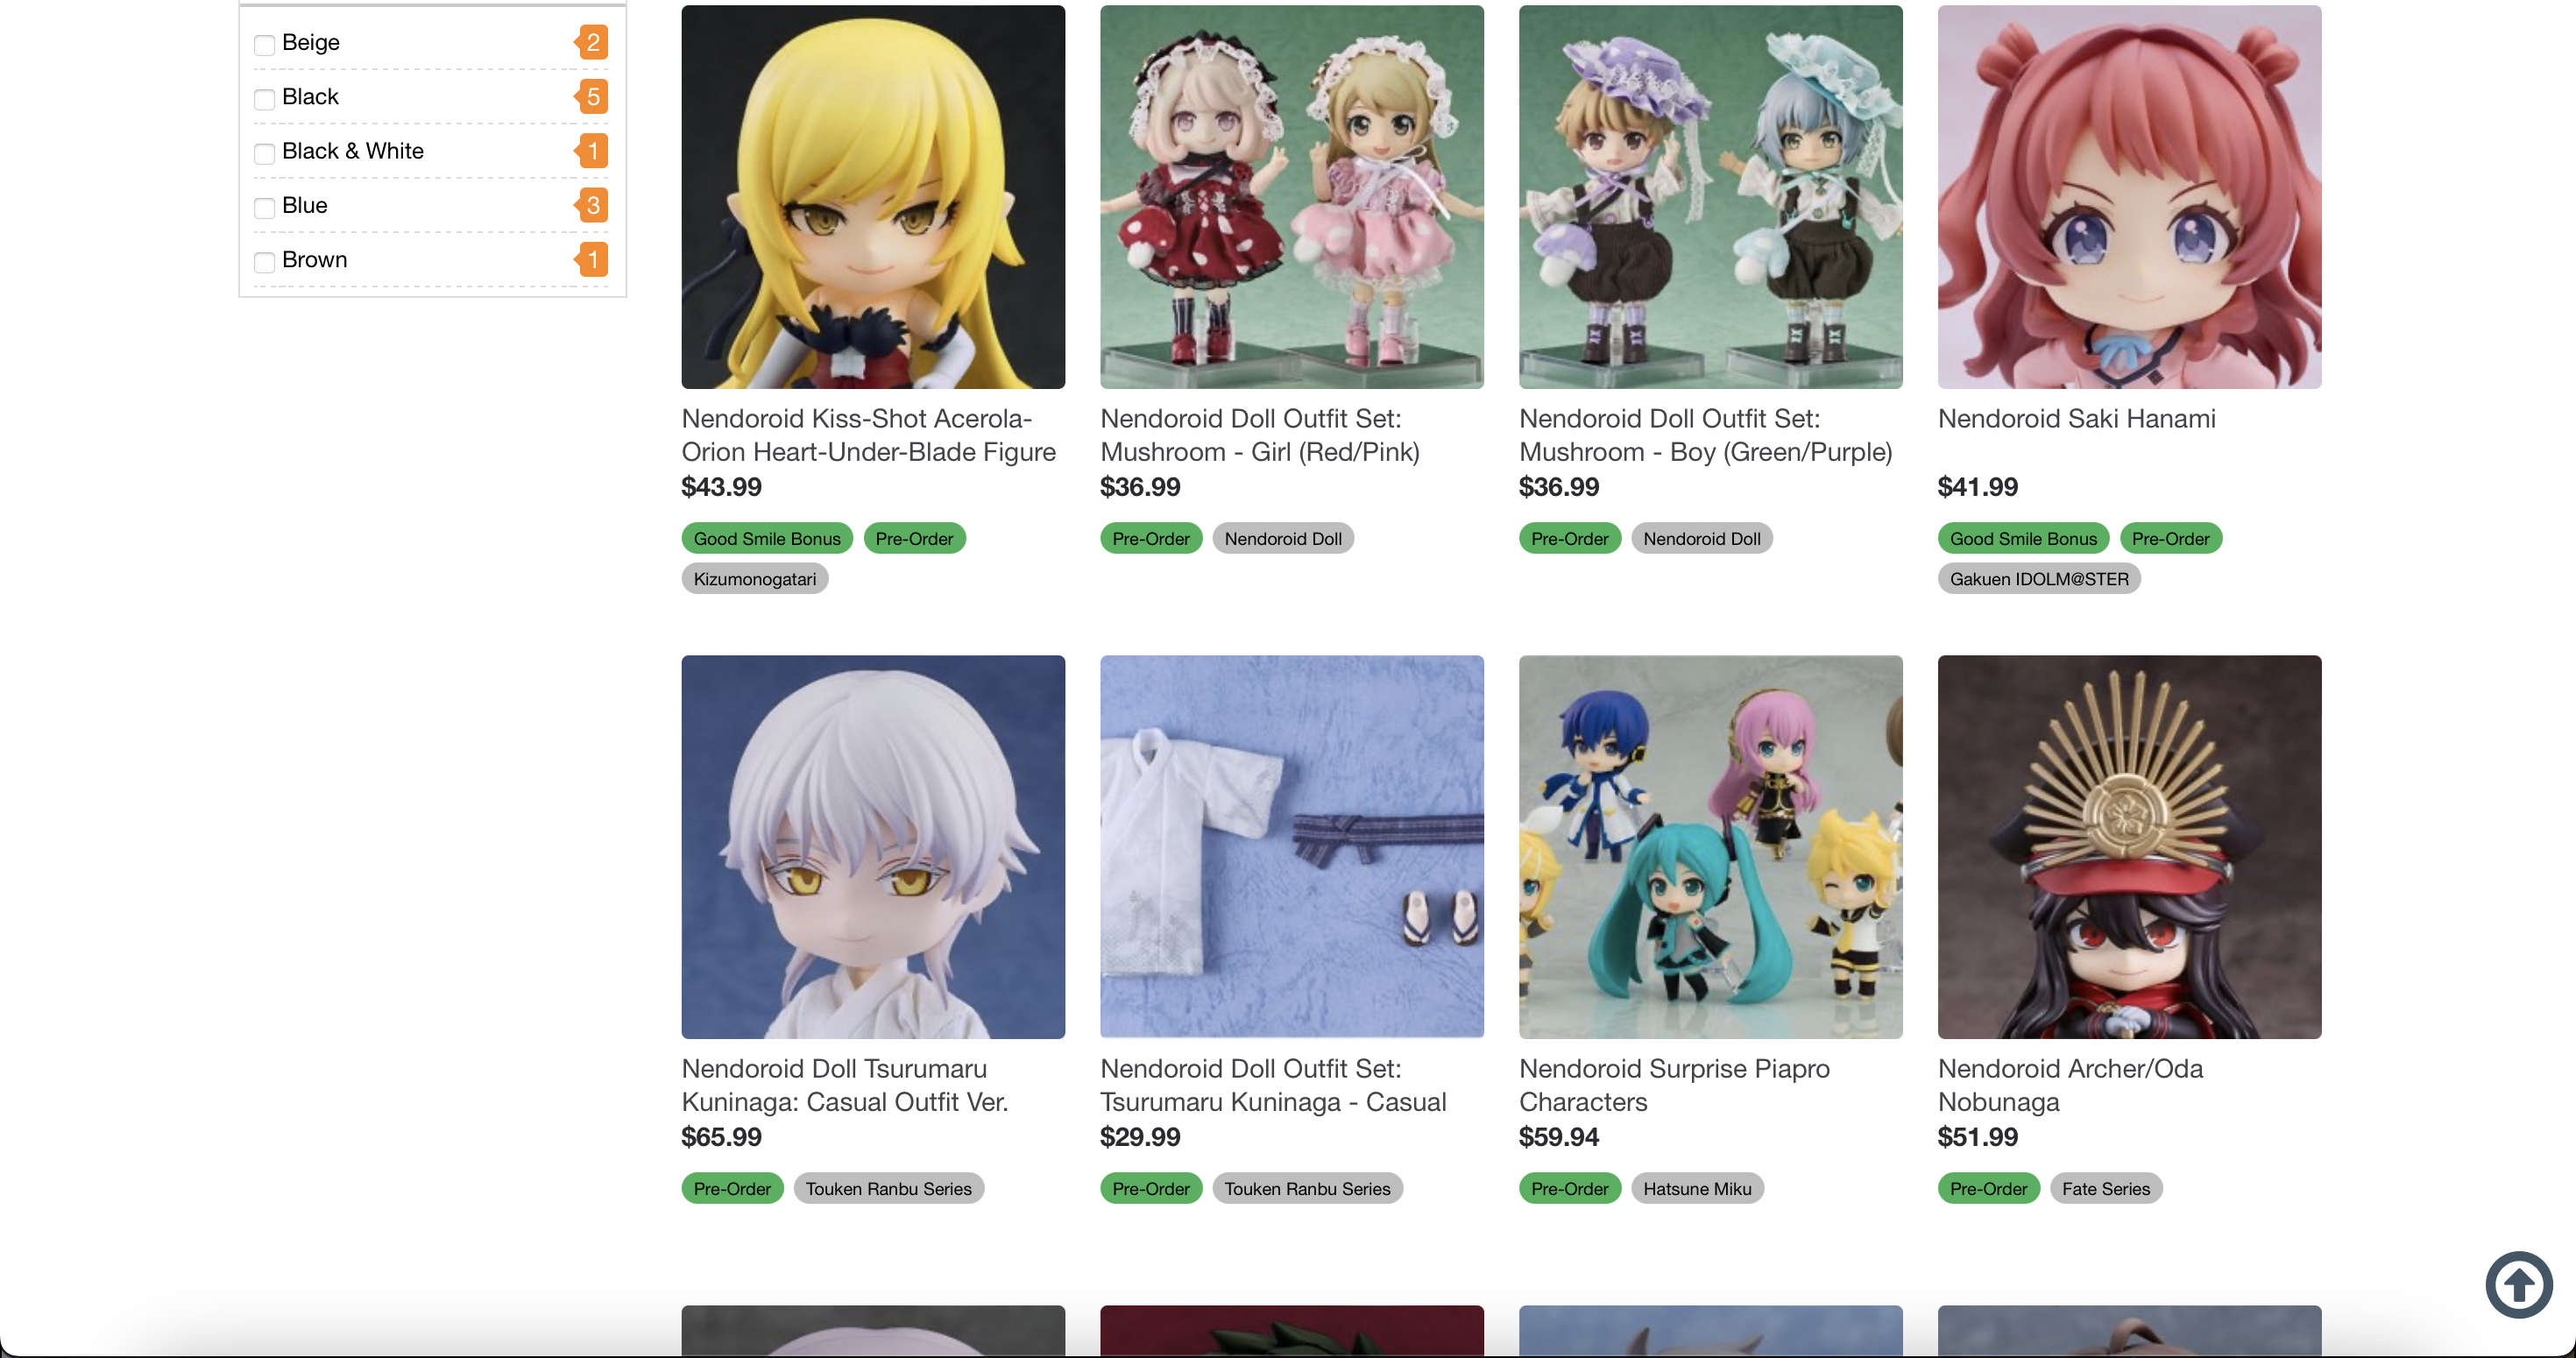 Beige 2
Black 5
Black & White 1
Blue 3
Brown 1
Nendoroid Kiss-Shot Acerola-
Orion Heart-Under-Blade Figure
$43.99
Good Smile Bonus Pre-Order
Kizumonogatari
Nendoroid Doll Outfit Set:
Mushroom - Girl (Red/Pink)
$36.99
Pre-Order Nendoroid Doll
Nendoroid Doll Outfit Set:
Mushroom - Boy (Green/Purple)
$36.99
Pre-Order Nendoroid Doll
Nendoroid Saki Hanami
$41.99
Good Smile Bonus Pre-Order
Gakuen IDOLM@STER
Nendoroid Doll Tsurumaru
Kuninaga: Casual Outfit Ver.
$65.99
Pre-Order Touken Ranbu Series
Nendoroid Doll Outfit Set:
Tsurumaru Kuninaga - Casual
$29.99
Pre-Order Touken Ranbu Series
Nendoroid Surprise Piapro
Characters
$59.94
Pre-Order Hatsune Miku
Nendoroid Archer/Oda
Nobunaga
$51.99
Pre-Order Fate Series